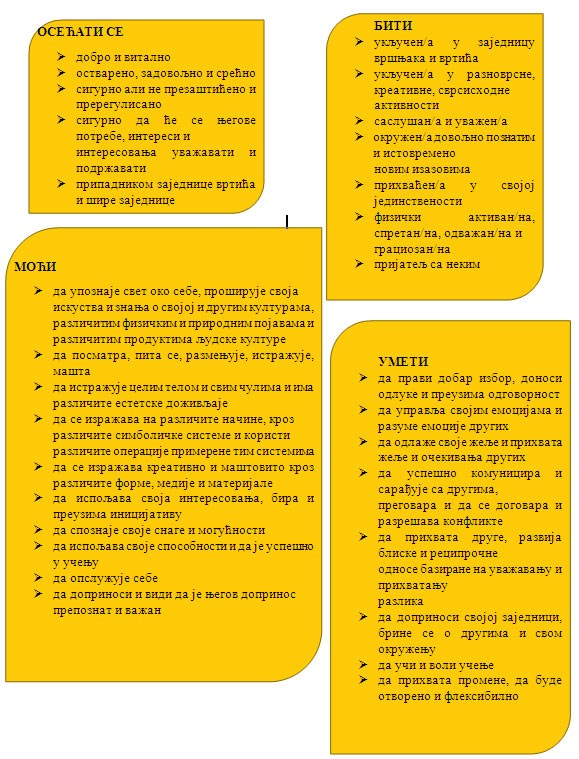 ОСЕЋАТИ СЕ
➢ добро и витално
➢ остварено, задовољно и срећно
➢ сигурно али не презаштићено и
пререгулисано
➢ сигурно да ће се његове
потребе, интереси и
интересовања уважавати и
подржавати
➢ припадником заједнице вртића
и шире заједнице
БИТИ
➢ укључен/а у заједницу
вршњака и вртића
➢ укључен/а у разноврсне,
креативне, сврсисходне
активности
➢ саслушан/а и уважен/а
➢ окружен/а довољно познатим
и истовремено
новим изазовима
➢ прихваћен/а у својој
јединствености
➢ физички активан/на,
спретан/на, одважан/на и
грациозан/на
➢ пријатељ са неким
МОЋИ
➢ да упознаје свет око себе, проширује своја
искуства и знања о својој и другим културама,
различитим физичким и природним појавама и
различитим продуктима људске културе
➢ да посматра, пита се, размењује, истражује,
машта
➢ да истражује целим телом и свим чулима и има
различите естетске доживљаје
➢ да се изражава на различите начине, кроз
различите симболичке системе и користи
различите операције примерене тим системима
➢ да се изражава креативно и маштовито кроз
различите форме, медије и материјале
➢ да испољава своја интересовања, бира и
преузима иницијативу
➢ да спознаје своје снаге и могућности
➢ да испољава своје способности и да је успешно
у учењу
➢ да опслужује себе
➢ да доприноси и види да је његов допринос
препознат и важан
УМЕТИ
➢ да прави добар избор, доноси
одлуке и преузима одговорност
➢ да управља својим емоцијама и
разуме емоције других
➢ да одлаже своје жеље и прихвата
жеље и очекивања других
➢ да успешно комуницира и
сарађује са другима,
преговара и да се договара и
разрешава конфликте
➢ да прихвата друге, развија
блиске и реципрочне
односе базиране на уважавању и
прихватању
разлика
➢ да доприноси својој заједници,
брине се о другима и свом
окружењу
➢ да учи и воли учење
➢ да прихвата промене, да буде
отворено и флексибилно